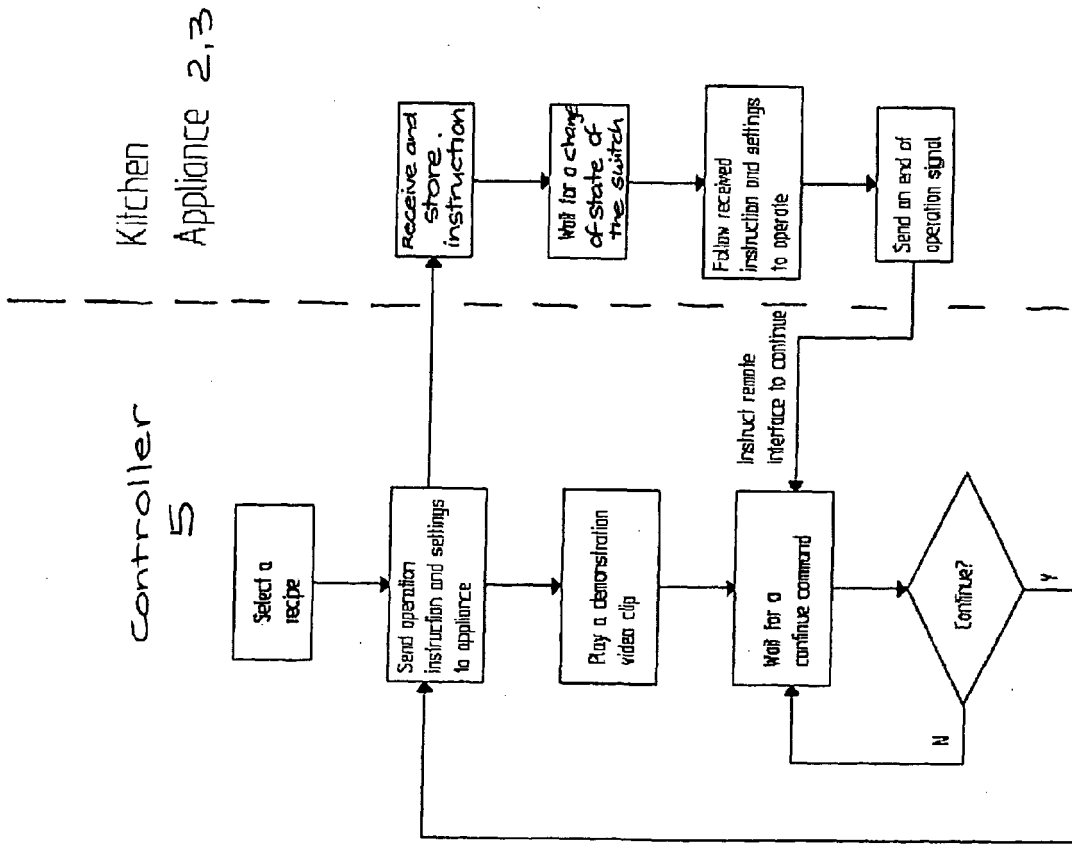 Controller
5
Kitchen
Appliance 2,3
Select a
recipe
Send operation
instruction and settings
to appliance
Play a demonstration
video clip
Wait for a
continue command
Continue?
N
Y
Receive and
store.
instruction
Wait for a change
of state of
the switch
Follow received
instruction and settings
to operate
Send an end of
operation signal
Instruct remote
interface to continue